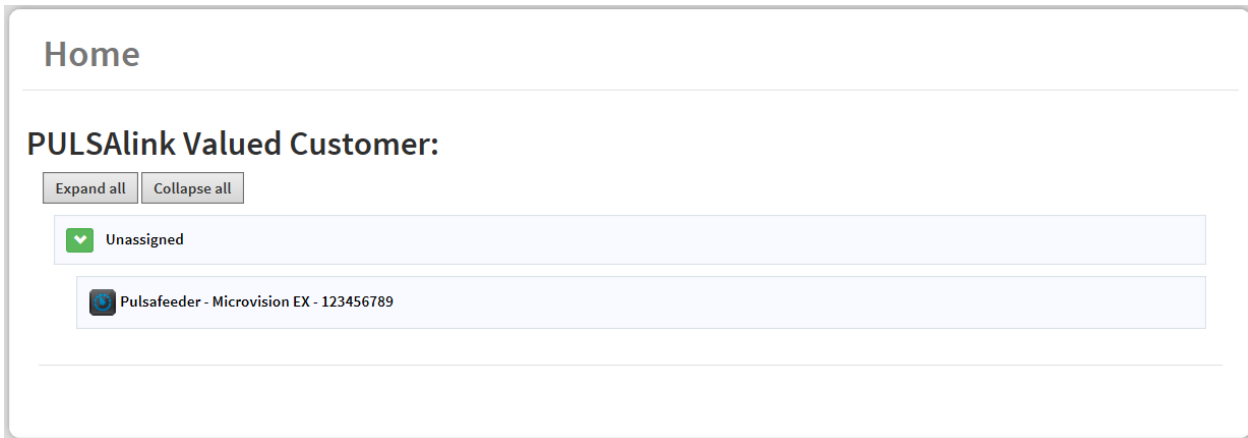 Home
PULSAlink Valued Customer:
Expand all Collapse all
Unassigned
Pulsafeeder - Microvision EX - 123456789